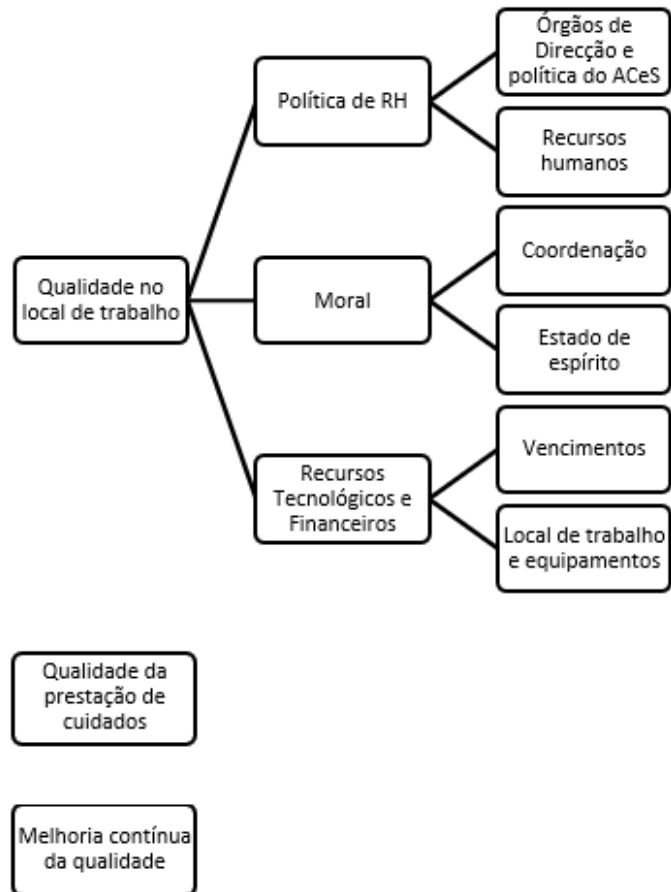 Órgãos de
Direcção e
política do ACeS
Política de RH
Recursos
humanos
Coordenação
Qualidade no
local de trabalho
Moral
Estado de
espírito
Vencimentos
Recursos
Tecnológicos e
Financeiros
Local de trabalho
e equipamentos
Qualidade da
prestação de
cuidados
Melhoria contínua
da qualidade